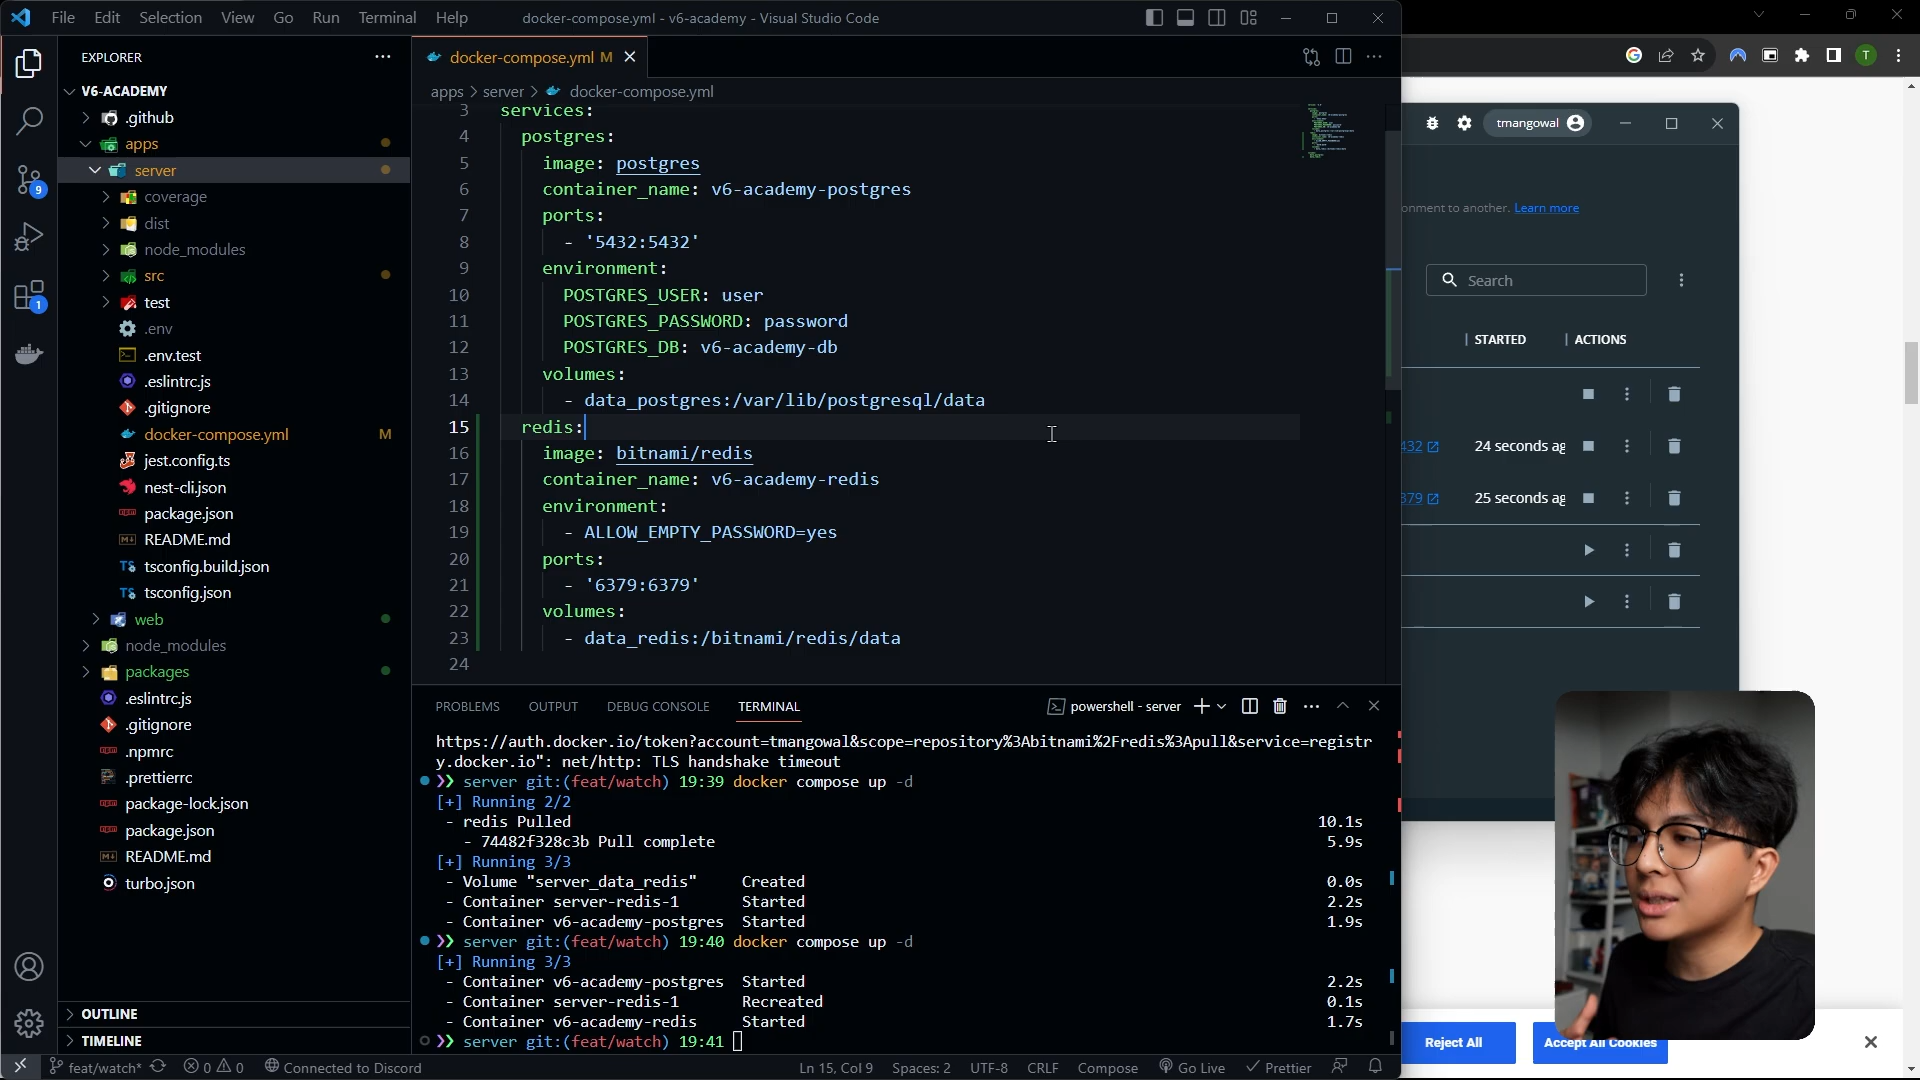 File Edit Selection View Go Run Terminal Help
docker-compose.yml - v6-academy - Visual Studio Code
EXPLORER
V6-ACADEMY
.github
apps
server
coverage
dist
node_modules
src
test
.env
.env.test
.eslintrc.js
.gitignore
docker-compose.yml M
jest.config.ts
nest-cli.json
package.json
README.md
tsconfig.build.json
tsconfig.json
web
node_modules
packages
.eslintrc.js
.gitignore
.npmrc
.prettierrc
package-lock.json
package.json
README.md
turbo.json
OUTLINE
TIMELINE
9
1
docker-compose.yml M
apps > server > docker-compose.yml
3 services:
4 postgres:
5 image: postgres
6 container_name: v6-academy-postgres
7 ports:
8 - '5432:5432'
9 environment:
10 POSTGRES_USER: user
11 POSTGRES_PASSWORD: password
12 POSTGRES_DB: v6-academy-db
13 volumes:
14 - data_postgres:/var/lib/postgresql/data
15 redis:
16 image: bitnami/redis
17 container_name: v6-academy-redis
18 environment:
19 - ALLOW_EMPTY_PASSWORD=yes
20 ports:
21 - '6379:6379'
22 volumes:
23 - data_redis:/bitnami/redis/data
24
PROBLEMS OUTPUT DEBUG CONSOLE TERMINAL
powershell - server
https://auth.docker.io/token?account=tmangowal&scope=repository%3Abitnami%2Fredis%3Apull&service=registr
y.docker.io": net/http: TLS handshake timeout
❯❯ server git:(feat/watch) 19:39 docker compose up -d
[+] Running 2/2
- redis Pulled 10.1s
- 74482f328c3b Pull complete 5.9s
[+] Running 3/3
- Volume "server_data_redis" Created 0.0s
- Container server-redis-1 Started 2.2s
- Container v6-academy-postgres Started 1.9s
❯❯ server git:(feat/watch) 19:40 docker compose up -d
[+] Running 3/3
- Container v6-academy-postgres Started 2.2s
- Container server-redis-1 Recreated 0.1s
- Container v6-academy-redis Started 1.7s
❯❯ server git:(feat/watch) 19:41
feat/watch* 0 0 Connected to Discord
Ln 15, Col 9 Spaces: 2 UTF-8 CRLF Compose Go Live Prettier
T
tmangowal
onment to another. Learn more
Search
STARTED ACTIONS
432 24 seconds ag
379 25 seconds ag
Reject All
Accept All Cookies